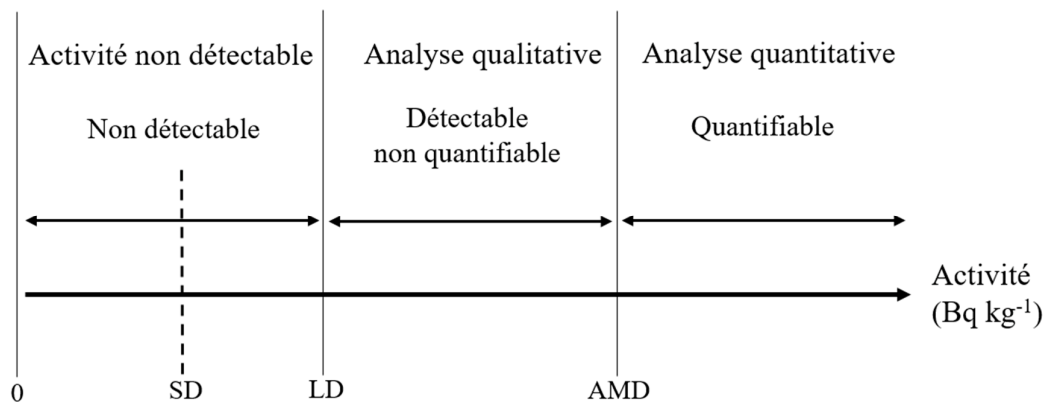 Activité non détectable
Analyse qualitative
Analyse quantitative
Non détectable
Détectable
non quantifiable
Quantifiable
Activité
(Bq kg⁻¹)
0
SD
LD
AMD